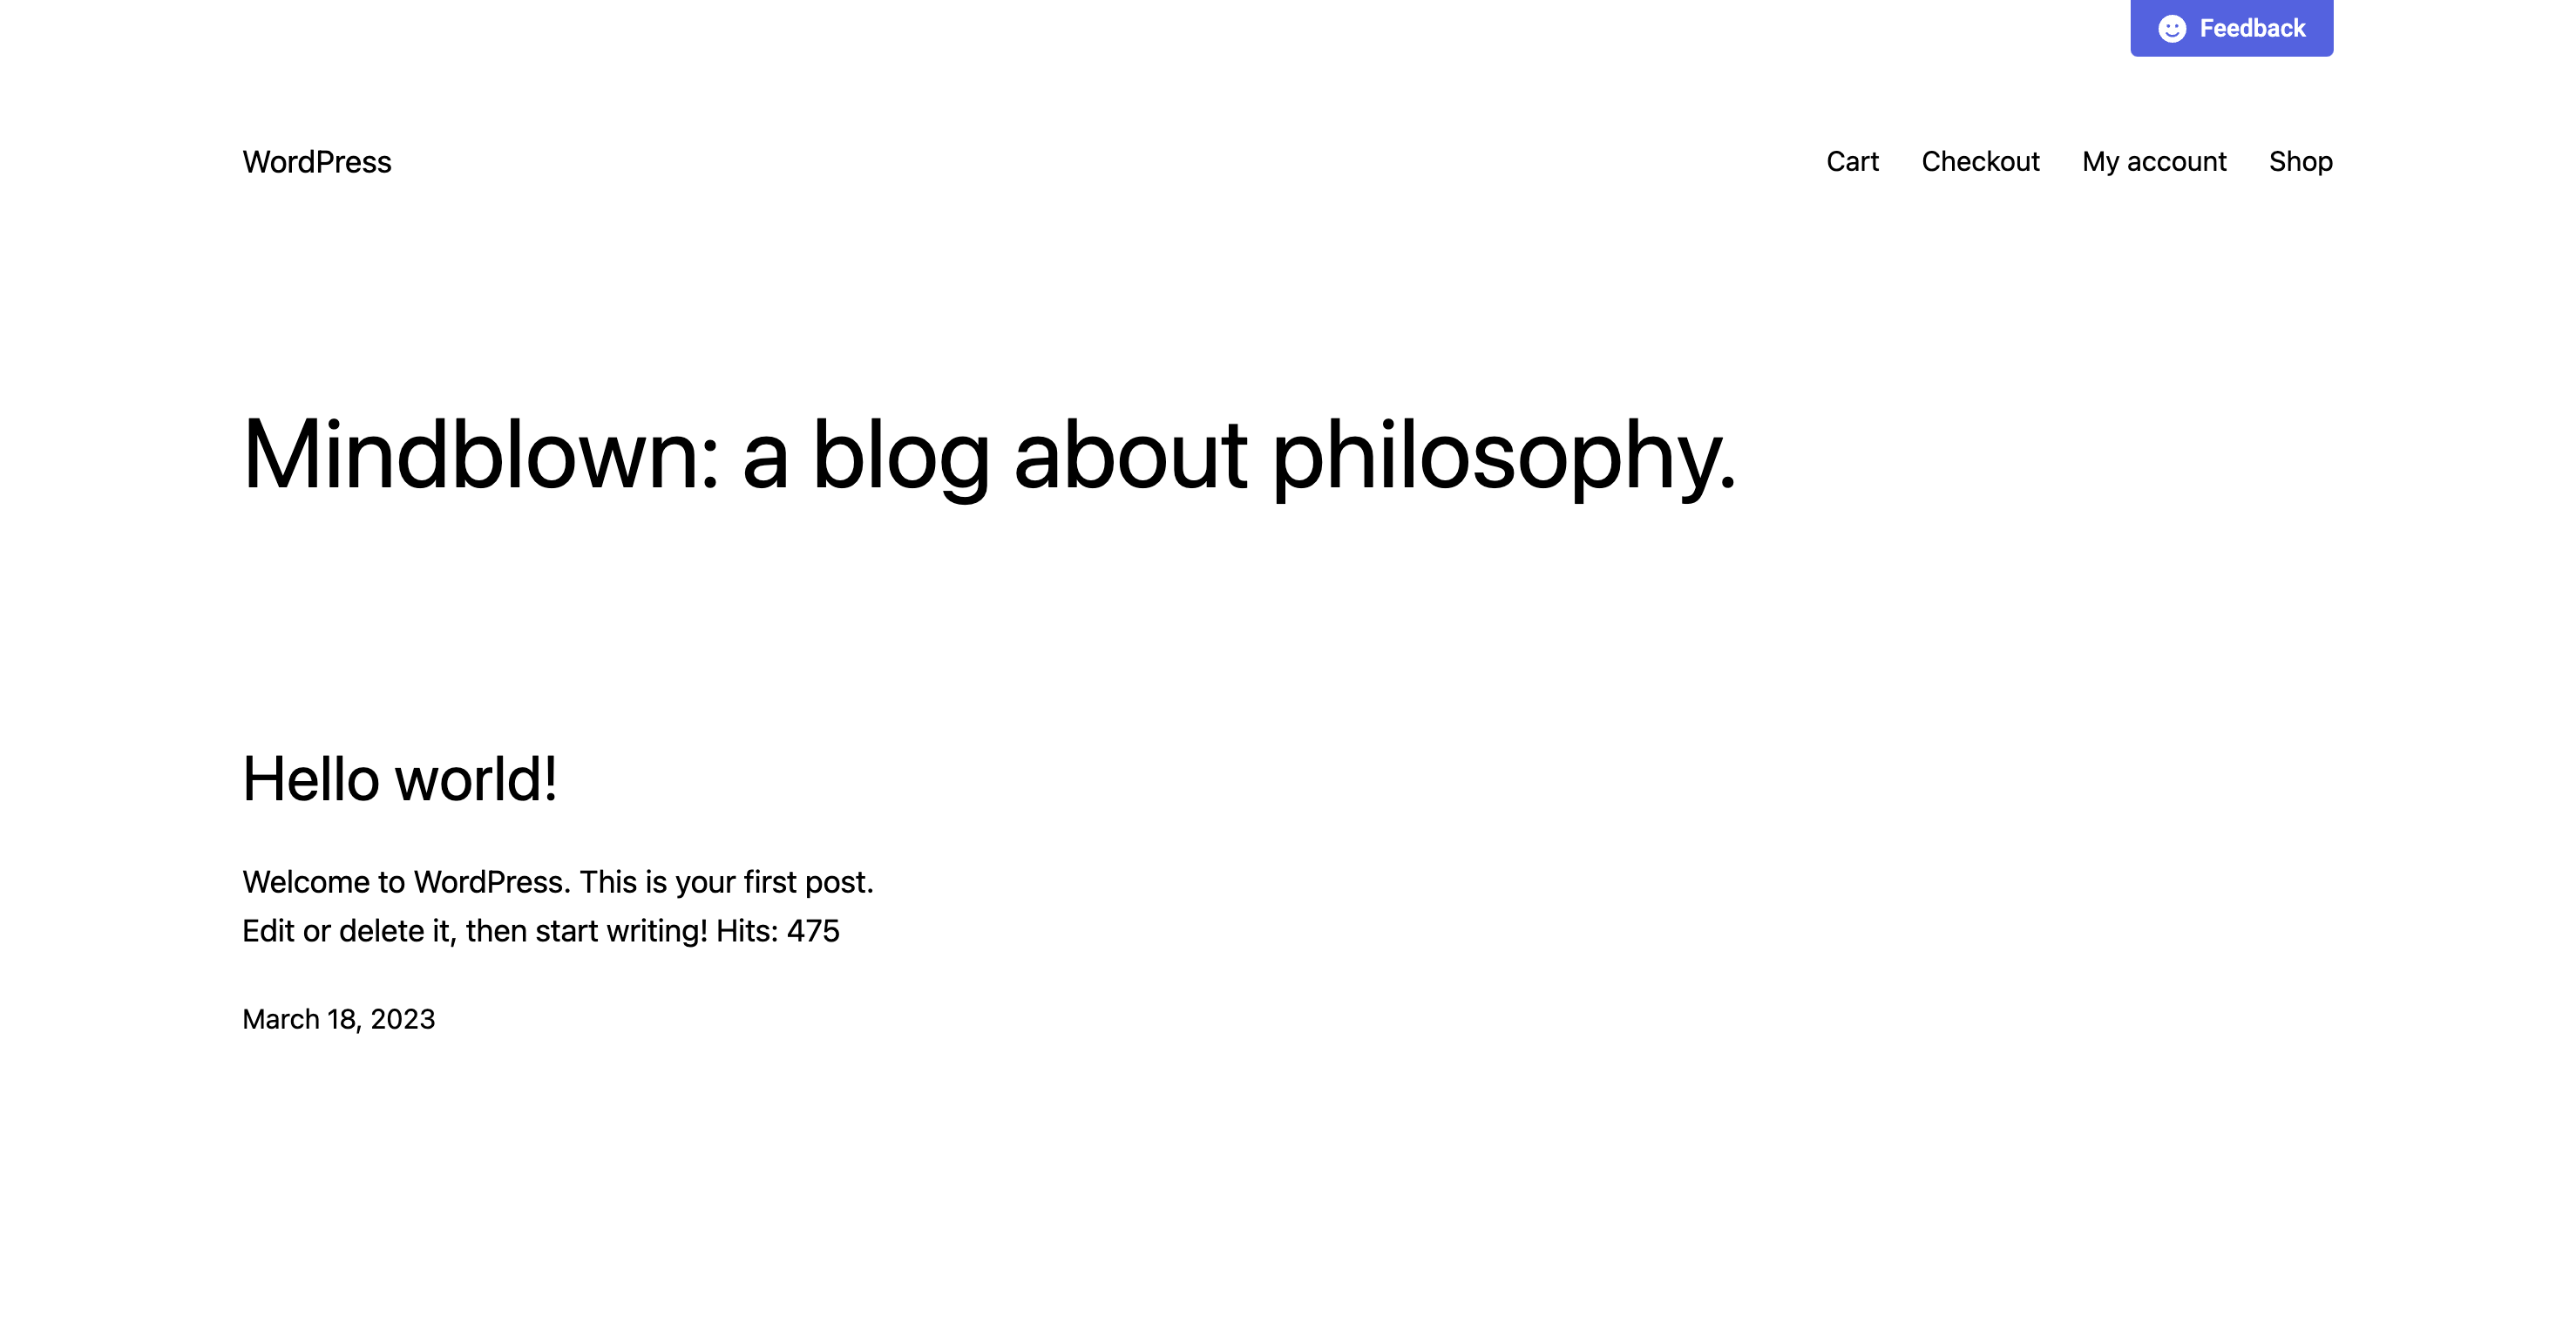 Feedback
WordPress
Cart Checkout My account Shop
Mindblown: a blog about philosophy.
Hello world!
Welcome to WordPress. This is your first post.
Edit or delete it, then start writing! Hits: 475
March 18, 2023